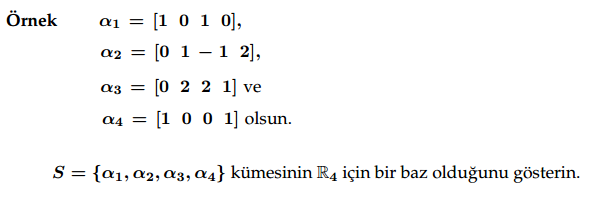 Örnek α1 = [1 0 1 0],
α2 = [0 1 − 1 2],
α3 = [0 2 2 1] ve
α4 = [1 0 0 1] olsun.
S = {α1, α2, α3, α4} kümesinin ℝ4 için bir baz olduğunu gösterin.